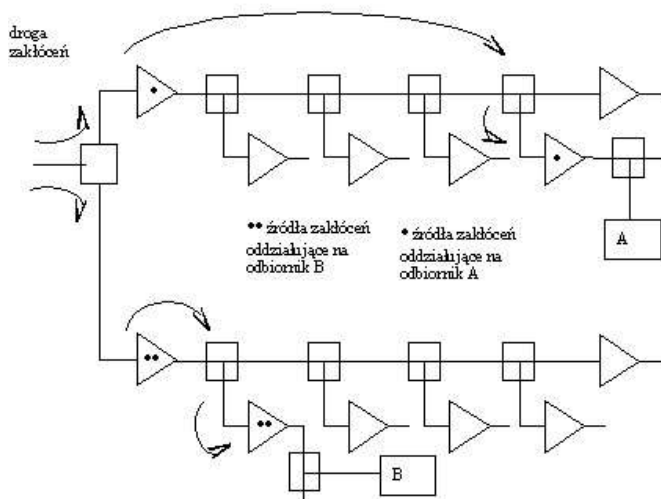 droga
zakłóceń
•• źródła zakłóceń
oddziałujące na
odbiornik B
• źródła zakłóceń
oddziałujące na
odbiornik A
A
B